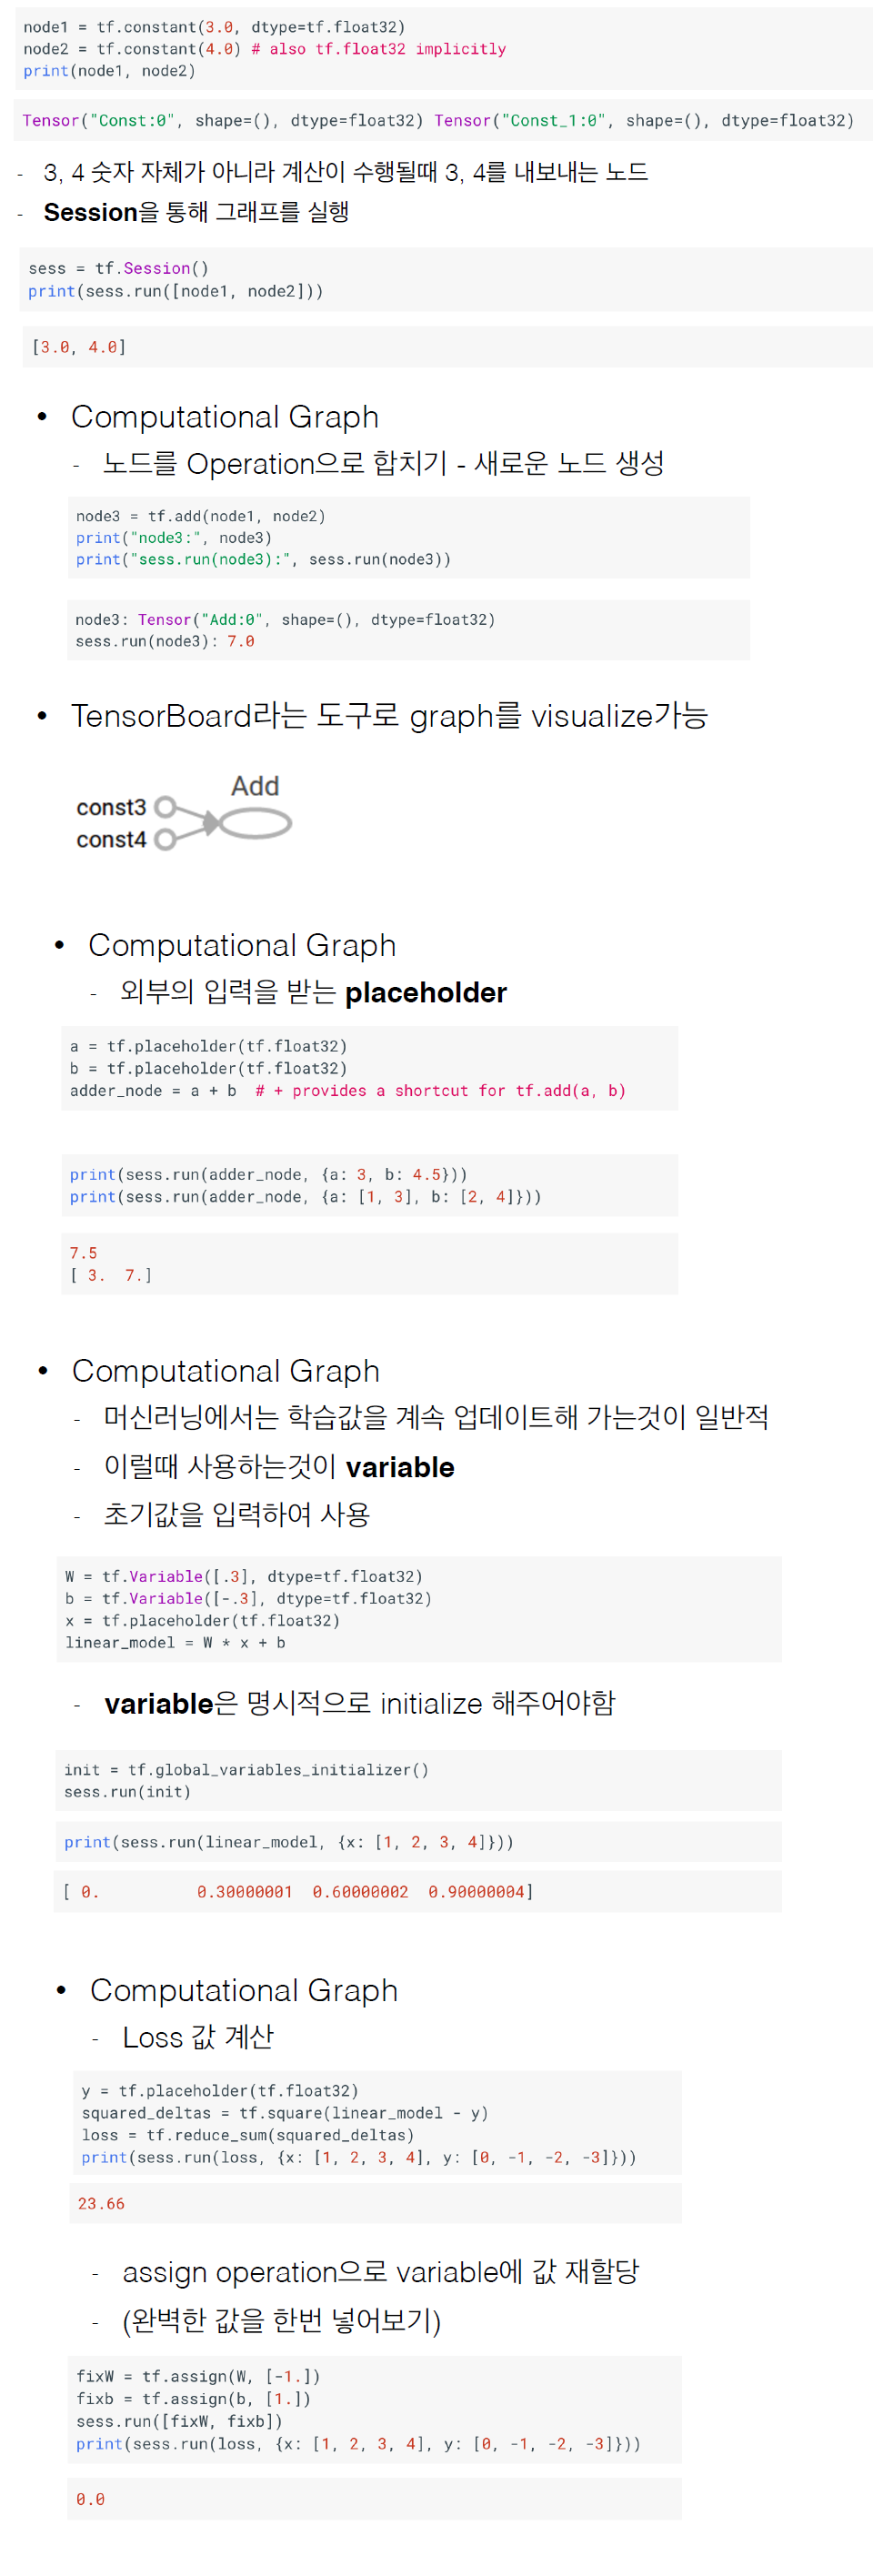 node1 = tf.constant(3.0, dtype=tf.float32)
node2 = tf.constant(4.0) # also tf.float32 implicitly
print(node1, node2)
Tensor("Const:0", shape=(), dtype=float32) Tensor("Const_1:0", shape=(), dtype=float32)
- 3, 4 숫자 자체가 아니라 계산이 수행될때 3, 4를 내보내는 노드
- Session을 통해 그래프를 실행
sess = tf.Session()
print(sess.run([node1, node2]))
[3.0, 4.0]
• Computational Graph
- 노드를 Operation으로 합치기 - 새로운 노드 생성
node3 = tf.add(node1, node2)
print("node3:", node3)
print("sess.run(node3):", sess.run(node3))
node3: Tensor("Add:0", shape=(), dtype=float32)
sess.run(node3): 7.0
• TensorBoard라는 도구로 graph를 visualize가능
Add
const3
const4
• Computational Graph
- 외부의 입력을 받는 placeholder
a = tf.placeholder(tf.float32)
b = tf.placeholder(tf.float32)
adder_node = a + b  # + provides a shortcut for tf.add(a, b)
print(sess.run(adder_node, {a: 3, b: 4.5}))
print(sess.run(adder_node, {a: [1, 3], b: [2, 4]}))
7.5
[ 3.  7.]
• Computational Graph
- 머신러닝에서는 학습값을 계속 업데이트해 가는것이 일반적
- 이럴때 사용하는것이 variable
- 초기값을 입력하여 사용
W = tf.Variable([.3], dtype=tf.float32)
b = tf.Variable([-.3], dtype=tf.float32)
x = tf.placeholder(tf.float32)
linear_model = W * x + b
- variable은 명시적으로 initialize 해주어야함
init = tf.global_variables_initializer()
sess.run(init)
print(sess.run(linear_model, {x: [1, 2, 3, 4]}))
[ 0.          0.30000001  0.60000002  0.90000004]
• Computational Graph
- Loss 값 계산
y = tf.placeholder(tf.float32)
squared_deltas = tf.square(linear_model - y)
loss = tf.reduce_sum(squared_deltas)
print(sess.run(loss, {x: [1, 2, 3, 4], y: [0, -1, -2, -3]}))
23.66
- assign operation으로 variable에 값 재할당
- (완벽한 값을 한번 넣어보기)
fixW = tf.assign(W, [-1.])
fixb = tf.assign(b, [1.])
sess.run([fixW, fixb])
print(sess.run(loss, {x: [1, 2, 3, 4], y: [0, -1, -2, -3]}))
0.0